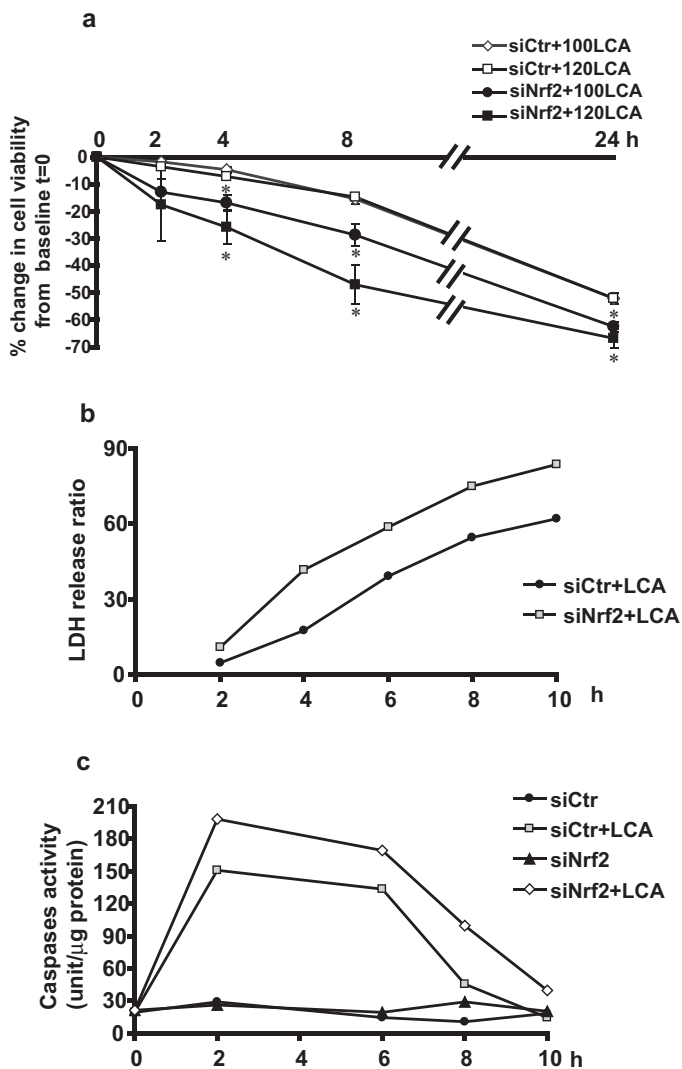 a
siCtr+100LCA
siCtr+120LCA
siNrf2+100LCA
siNrf2+120LCA
0 2 4 8 24 h
% change in cell viability
from baseline t=0
0
-10
-20
-30
-40
-50
-60
-70
*
*
*
*
*
*
b
LDH release ratio
90
60
30
0
siCtr+LCA
siNrf2+LCA
0 2 4 6 8 10 h
c
Caspases activity
(unit/µg protein)
210
180
150
120
90
60
30
0
siCtr
siCtr+LCA
siNrf2
siNrf2+LCA
0 2 4 6 8 10 h